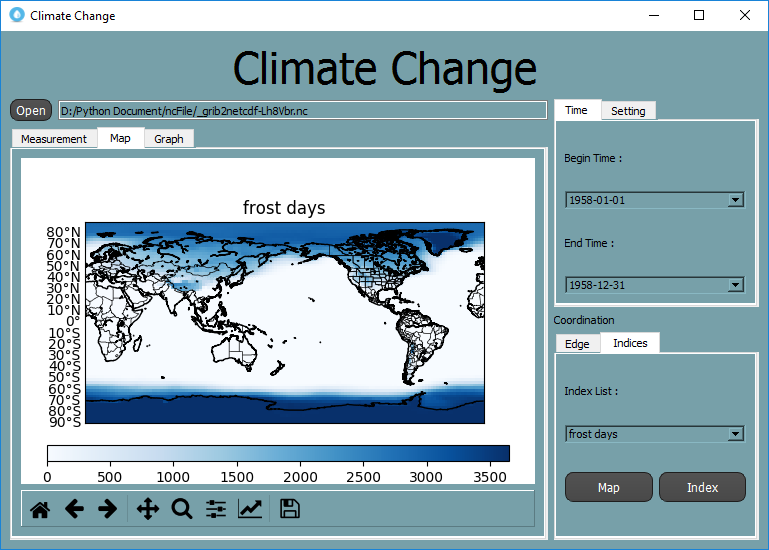 Climate Change
Climate Change
Open
D:/Python Document/ncFile/_grib2netcdf-Lh8Vbr.nc
Measurement
Map
Graph
frost days
80°N
70°N
60°N
50°N
40°N
30°N
20°N
10°N
0°
10°S
20°S
30°S
40°S
50°S
60°S
70°S
80°S
90°S
0 500 1000 1500 2000 2500 3000 3500
Time
Setting
Begin Time :
1958-01-01
End Time :
1958-12-31
Coordination
Edge
Indices
Index List :
frost days
Map
Index